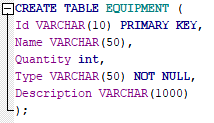 CREATE TABLE EQUIPMENT (
Id VARCHAR(10) PRIMARY KEY,
Name VARCHAR(50),
Quantity int,
Type VARCHAR(50) NOT NULL,
Description VARCHAR(1000)
);